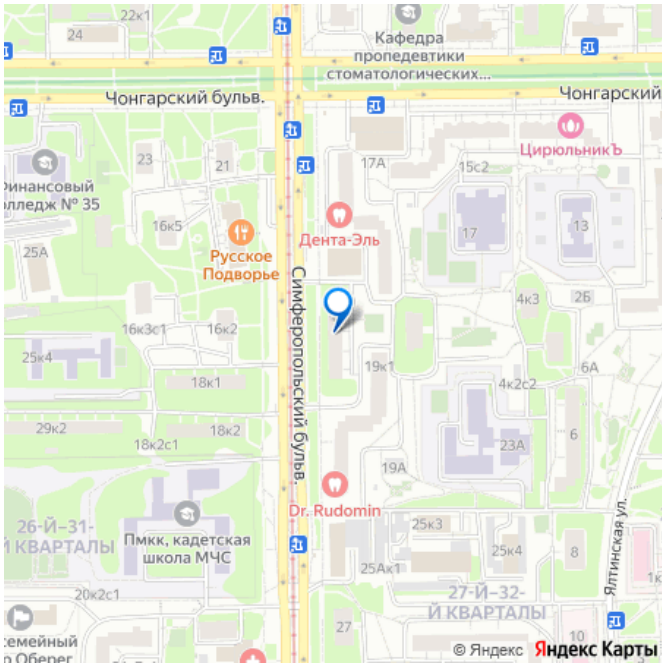 22к1
24
Кафедра
пропедевтики
стоматологических...
Чонгарский бульв.
Чонгарский
ЦирюльникЪ
23
21
17А
15с2
Финансовый
олледж № 35
16к5
25А
Русское
Подворье
Дента-Эль
17
13
Симферопольский бульв.
4к3
2Б
16к3с1
16к2
25к4
18к1
19к1
6А
4к2с2
29к2
18к2
18к2с1
23А
6
19А
Dr. Rudomin
26-Й–31-
Й КВАРТАЛЫ
Пмкк, кадетская
школа МЧС
25к3
25к4
8
Ялтинская ул.
25Ак1
20к2с1
27-Й–32-
Й КВАРТАЛЫ
1к
семейный
р Оберег
27
10
© Яндекс Яндекс Карты